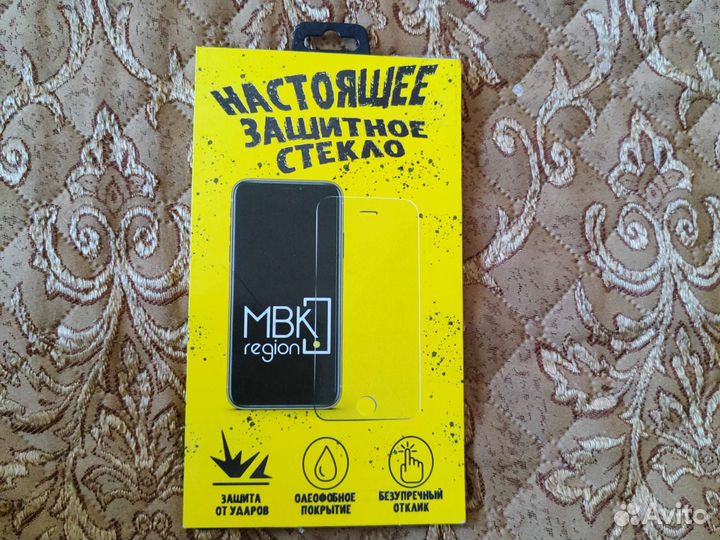 НАСТОЯЩЕЕ
ЗАЩИТНОЕ
СТЕКЛО
МВК
region
ЗАЩИТА
ОТ УДАРОВ
ОЛЕОФОБНОЕ
ПОКРЫТИЕ
БЕЗУПРЕЧНЫЙ
ОТКЛИК
Avito